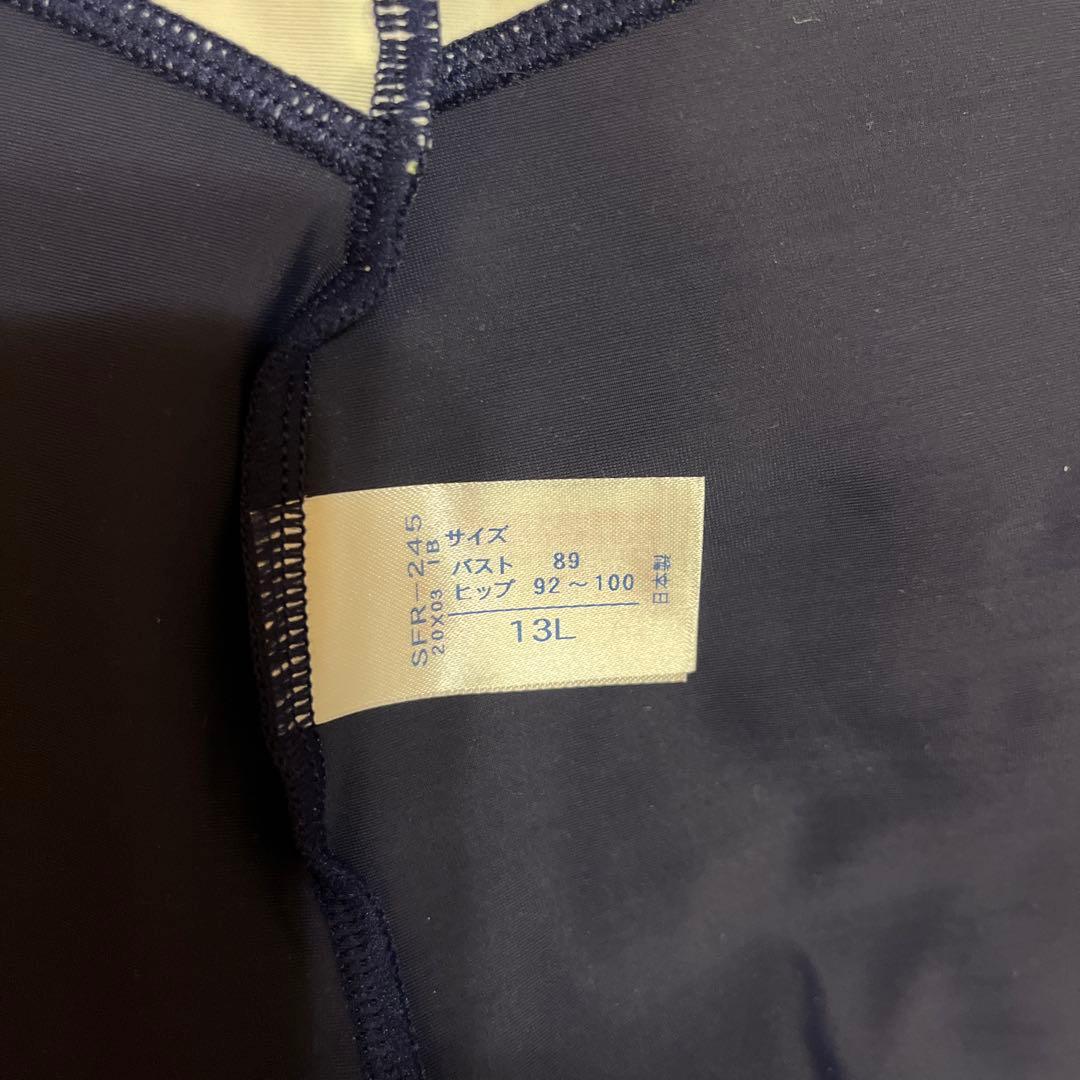 サイズ
バスト 89
ヒップ 92～100
13L
SFR-245
20X03 1B
日本製